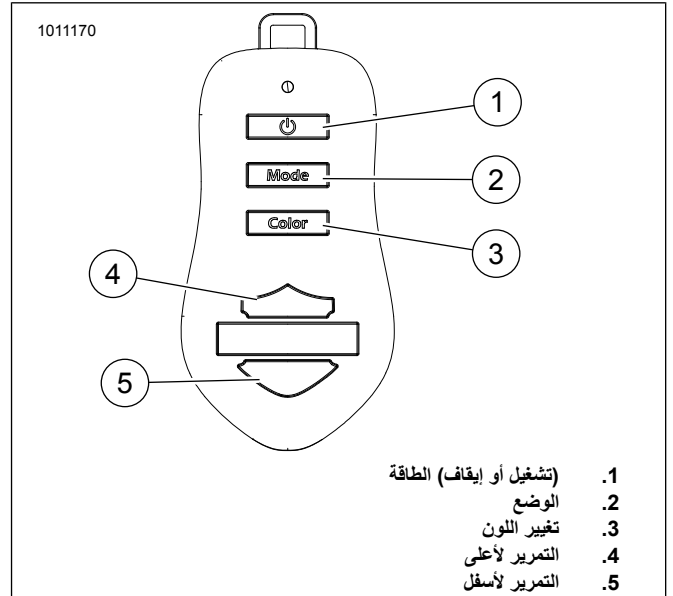 1011170
1
Mode
2
Color
3
4
5
1. (تشغيل أو إيقاف) الطاقة
2. الوضع
3. تغيير اللون
4. التمرير لأعلى
5. التمرير لأسفل